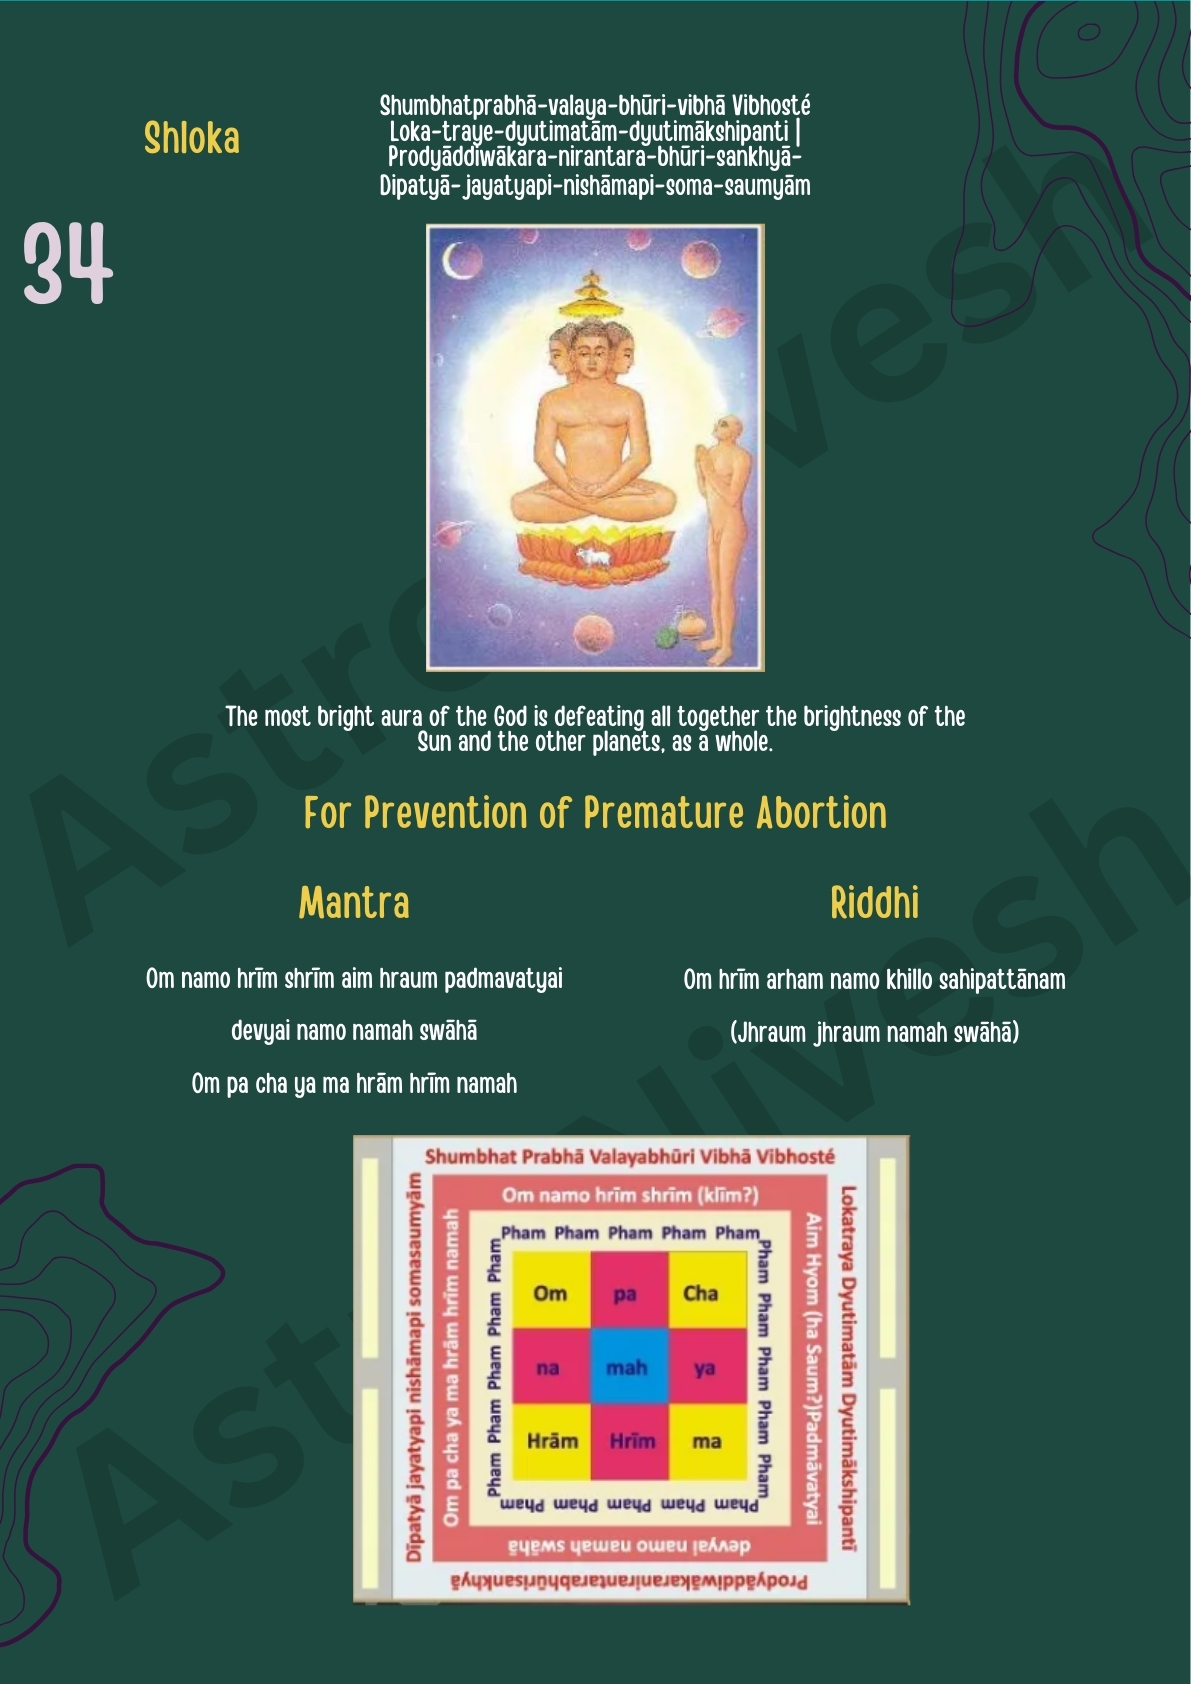 Shloka
34
Shumbhatprabhā-valaya-bhūri-vibhā Vibhosté
Loka-traye-dyutimatām-dyutimākshipanti |
Prodyāddiwākara-nirantara-bhūri-sankhyā-
Dipatyā- jayatyapi-nishāmapi-soma-saumyām
The most bright aura of the God is defeating all together the brightness of the
Sun and the other planets, as a whole.
For Prevention of Premature Abortion
Mantra
Om namo hrīm shrīm aim hraum padmavatyai
devyai namo namah swāhā
Om pa cha ya ma hrām hrīm namah
Riddhi
Om hrīm arham namo khillo sahipattānam
(Jhraum jhraum namah swāhā)
Shumbhat Prabhā Valayabhūri Vibhā Vibhosté
Lokatraya Dyutimatām Dyutimākshipantī
Prodyāddiwākaranirantarabhūrisankhyā
Dīpatyā jayatyapi nishāmapi somasaumyām
Om namo hrīm shrīm (klīm?)
Aim Hyom (ha Saum?)Padmāvatyai
devyai namo namah swāhā
Om pa cha ya ma hrām hrīm namah
Pham Pham Pham Pham Pham
Pham Pham Pham Pham Pham
Pham Pham Pham Pham Pham
Pham Pham Pham Pham Pham
Om pa Cha
na mah ya
Hrām Hrīm ma
Astro Nivesh
Astro Nivesh